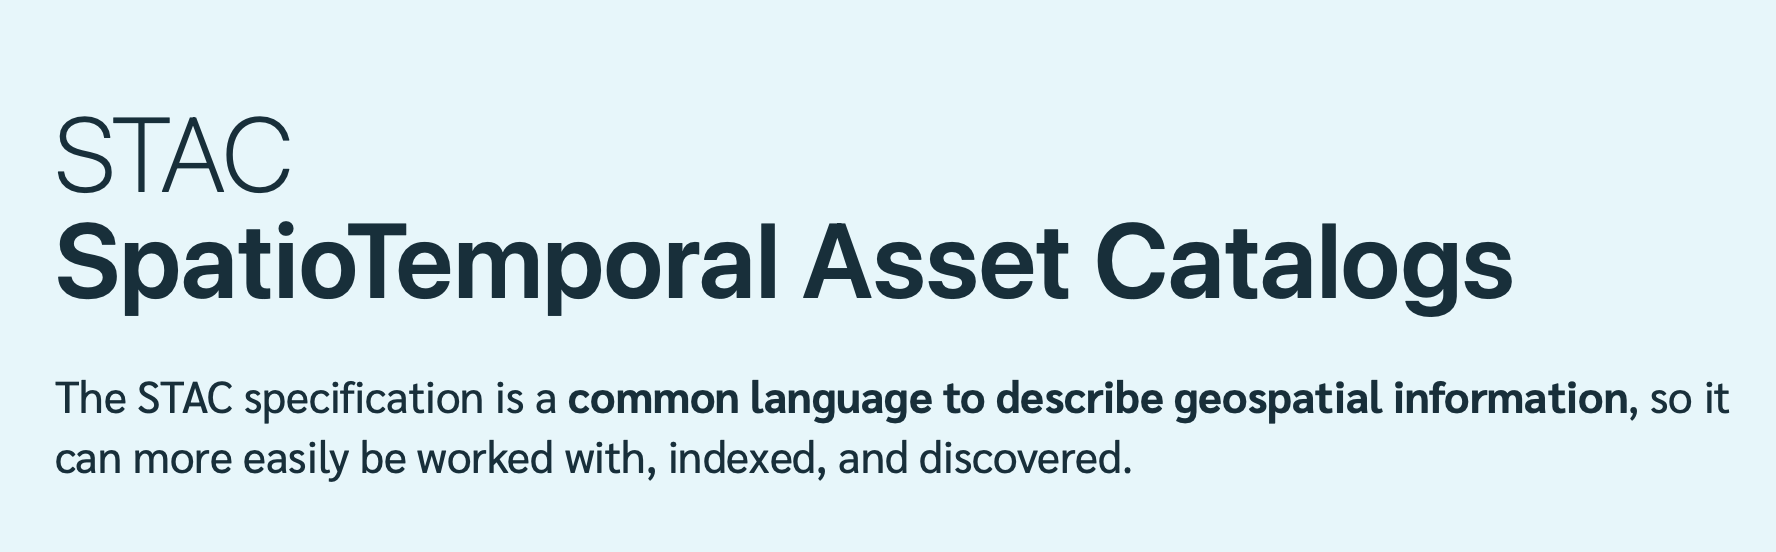 STAC
SpatioTemporal Asset Catalogs
The STAC specification is a common language to describe geospatial information, so it
can more easily be worked with, indexed, and discovered.